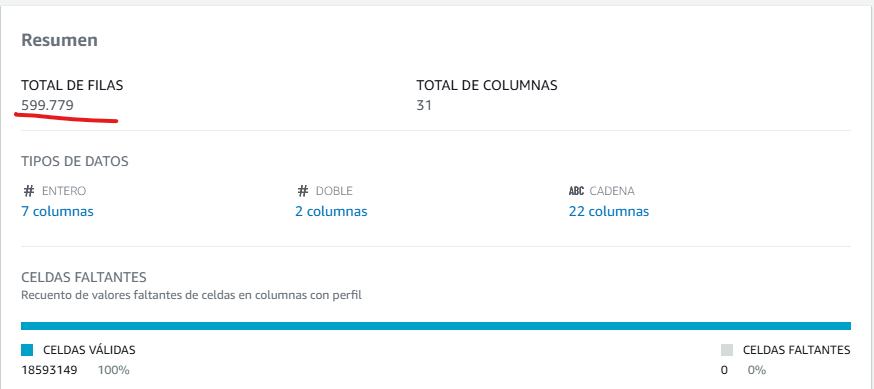 Resumen
TOTAL DE FILAS TOTAL DE COLUMNAS
599.779 31
TIPOS DE DATOS
# ENTERO # DOBLE ABC CADENA
7 columnas 2 columnas 22 columnas
CELDAS FALTANTES
Recuento de valores faltantes de celdas en columnas con perfil
CELDAS VÁLIDAS CELDAS FALTANTES
18593149 100% 0 0%